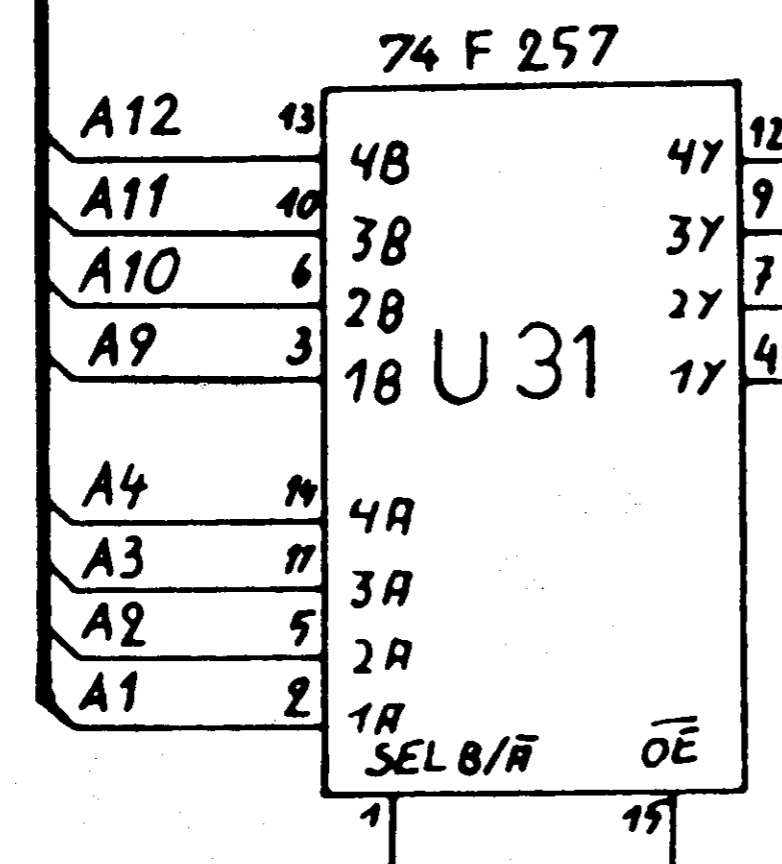 74 F 257
A12 13 4B 4Y 12
A11 10 3B 3Y 9
A10 6 2B 2Y 7
A9 3 1B U 31 1Y 4
A4 14 4A
A3 11 3A
A2 5 2A
A1 2 1A
SEL B/A̅ O̅E̅
1 15